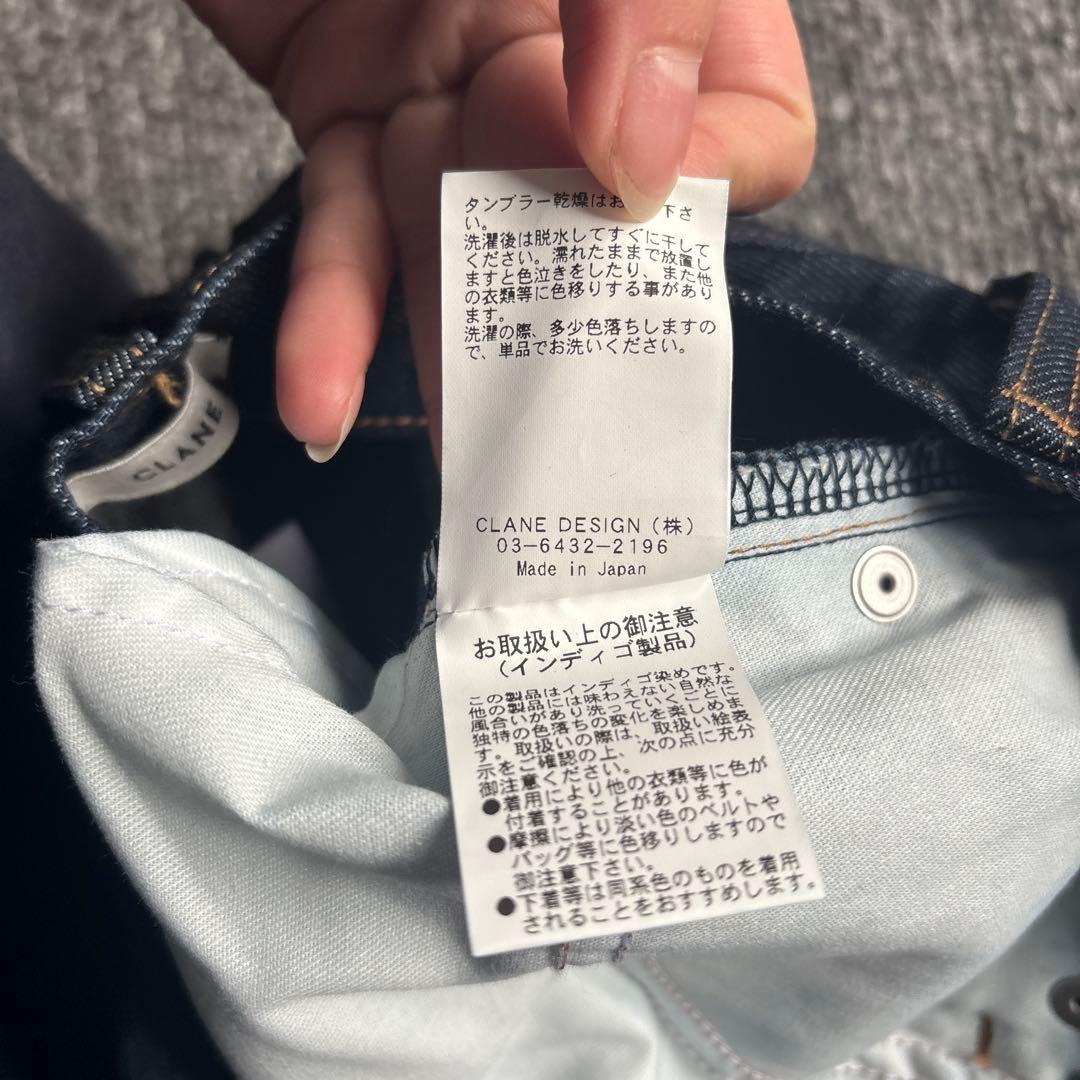 タンブラー乾燥はお 下さ
い。
洗濯後は脱水してすぐに干して
ください。濡れたままで放置し
ますと色泣きをしたり、また他
の衣類等に色移りする事があり
ます。
洗濯の際、多少色落ちしますの
で、単品でお洗いください。
CLANE
CLANE DESIGN (株)
03-6432-2196
Made in Japan
お取扱い上の御注意
(インディゴ製品)
この製品はインディゴ染めです。
他の製品には味わえない自然な
風合いがあり洗っていくごとに
独特の色落ちの変化を楽しめま
す。取扱いの際は、取扱い絵表
示をご確認の上、次の点に充分
御注意ください。
●着用により他の衣類等に色が
付着することがあります。
●摩擦により淡い色のベルトや
バッグ等に色移りしますので
御注意下さい。
●下着等は同系色のものを着用
されることをおすすめします。